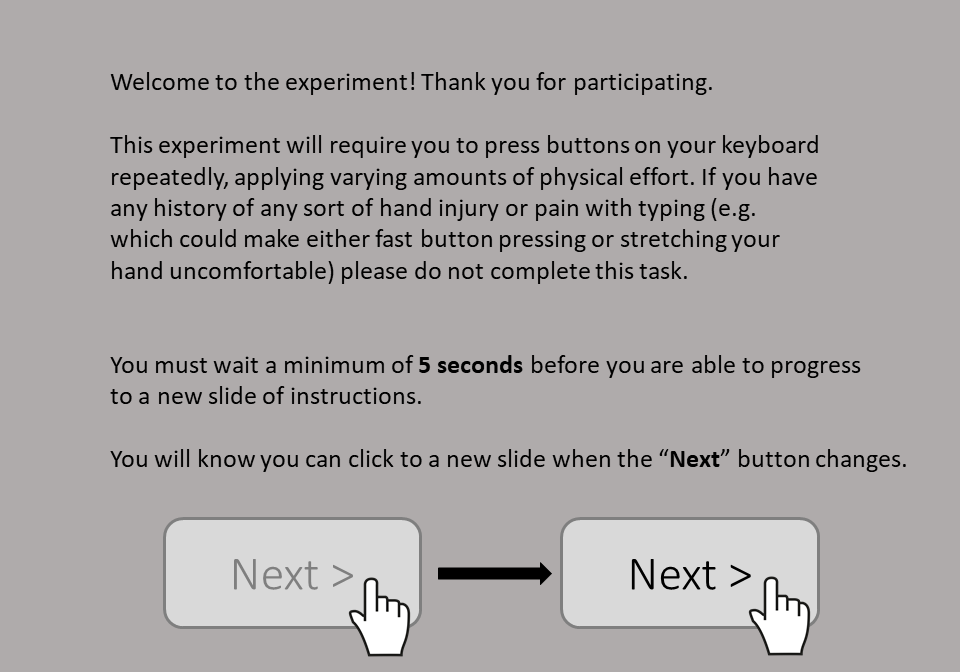 Welcome to the experiment! Thank you for participating.
This experiment will require you to press buttons on your keyboard
repeatedly, applying varying amounts of physical effort. If you have
any history of any sort of hand injury or pain with typing (e.g.
which could make either fast button pressing or stretching your
hand uncomfortable) please do not complete this task.
You must wait a minimum of 5 seconds before you are able to progress
to a new slide of instructions.
You will know you can click to a new slide when the “Next” button changes.
Next >
Next >